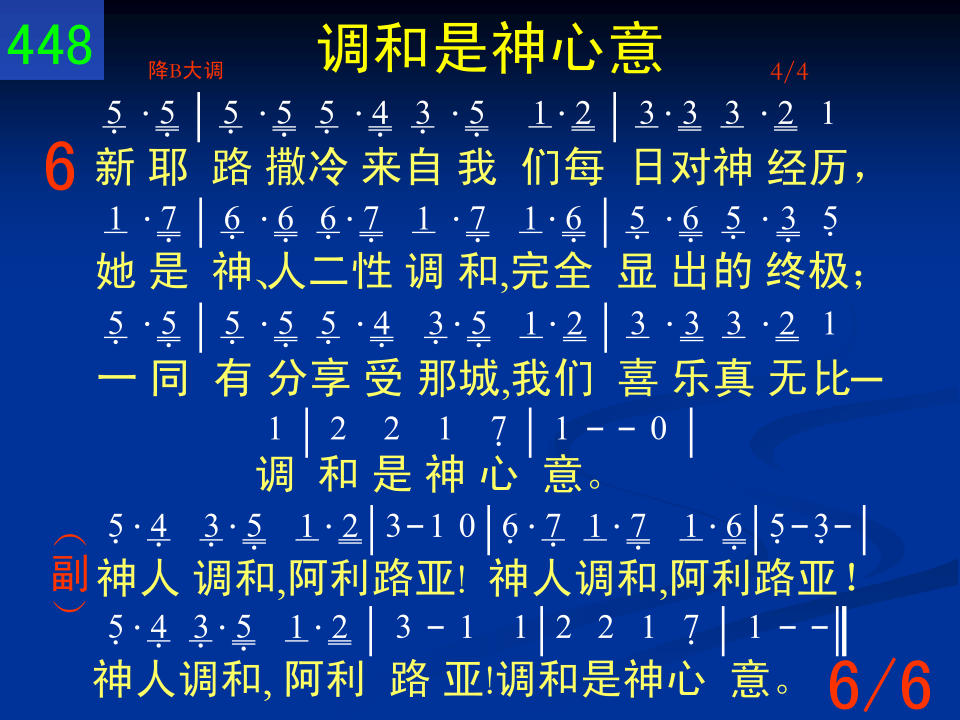 448 调和是神心意
降B大调 4/4
5 · 5 | 5 · 5 5 · 4 3 · 5 1 · 2 | 3 · 3 3 · 2 1
6 新 耶 路 撒冷 来自 我 们每 日对神 经历，
1 · 7 | 6 · 6 6 · 7 1 · 7 1 · 6 | 5 · 6 5 · 3 5
她 是 神、人二性 调 和,完全 显 出的 终极；
5 · 5 | 5 · 5 5 · 4 3 · 5 1 · 2 | 3 · 3 3 · 2 1
一 同 有 分享 受 那城,我们 喜 乐真 无比─
1 | 2 2 1 7 | 1 - - 0 |
调 和 是 神 心 意。
5 · 4 3 · 5 1 · 2 | 3 - 1 0 | 6 · 7 1 · 7 1 · 6 | 5 - 3 - |
（副） 神人 调和,阿利路亚! 神人调和,阿利路亚！
5 · 4 3 · 5 1 · 2 | 3 - 1 1 | 2 2 1 7 | 1 - - ‖
神人调和, 阿利 路 亚!调和是神心 意。
6/6